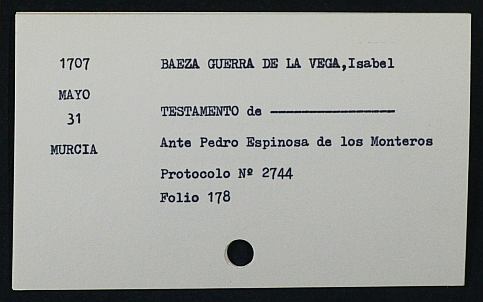 1707
MAYO
31
MURCIA
BAEZA GUERRA DE LA VEGA,Isabel
TESTAMENTO de ----------------
Ante Pedro Espinosa de los Monteros
Protocolo Nº 2744
Folio 178